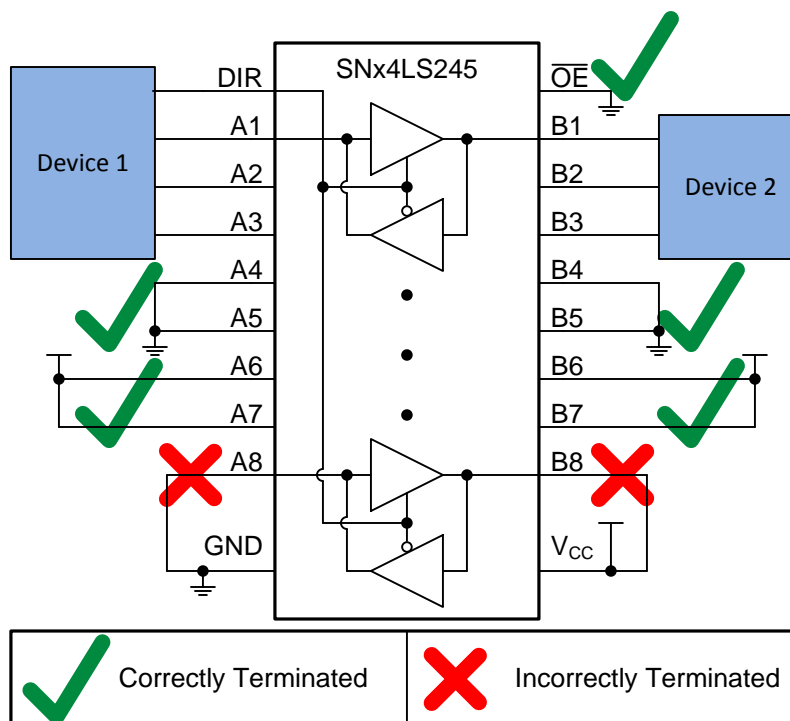 SNx4LS245
DIR
OE
A1
B1
Device 1
A2
B2
Device 2
A3
B3
A4
B4
A5
B5
A6
B6
A7
B7
A8
B8
GND
VCC
Correctly Terminated
Incorrectly Terminated